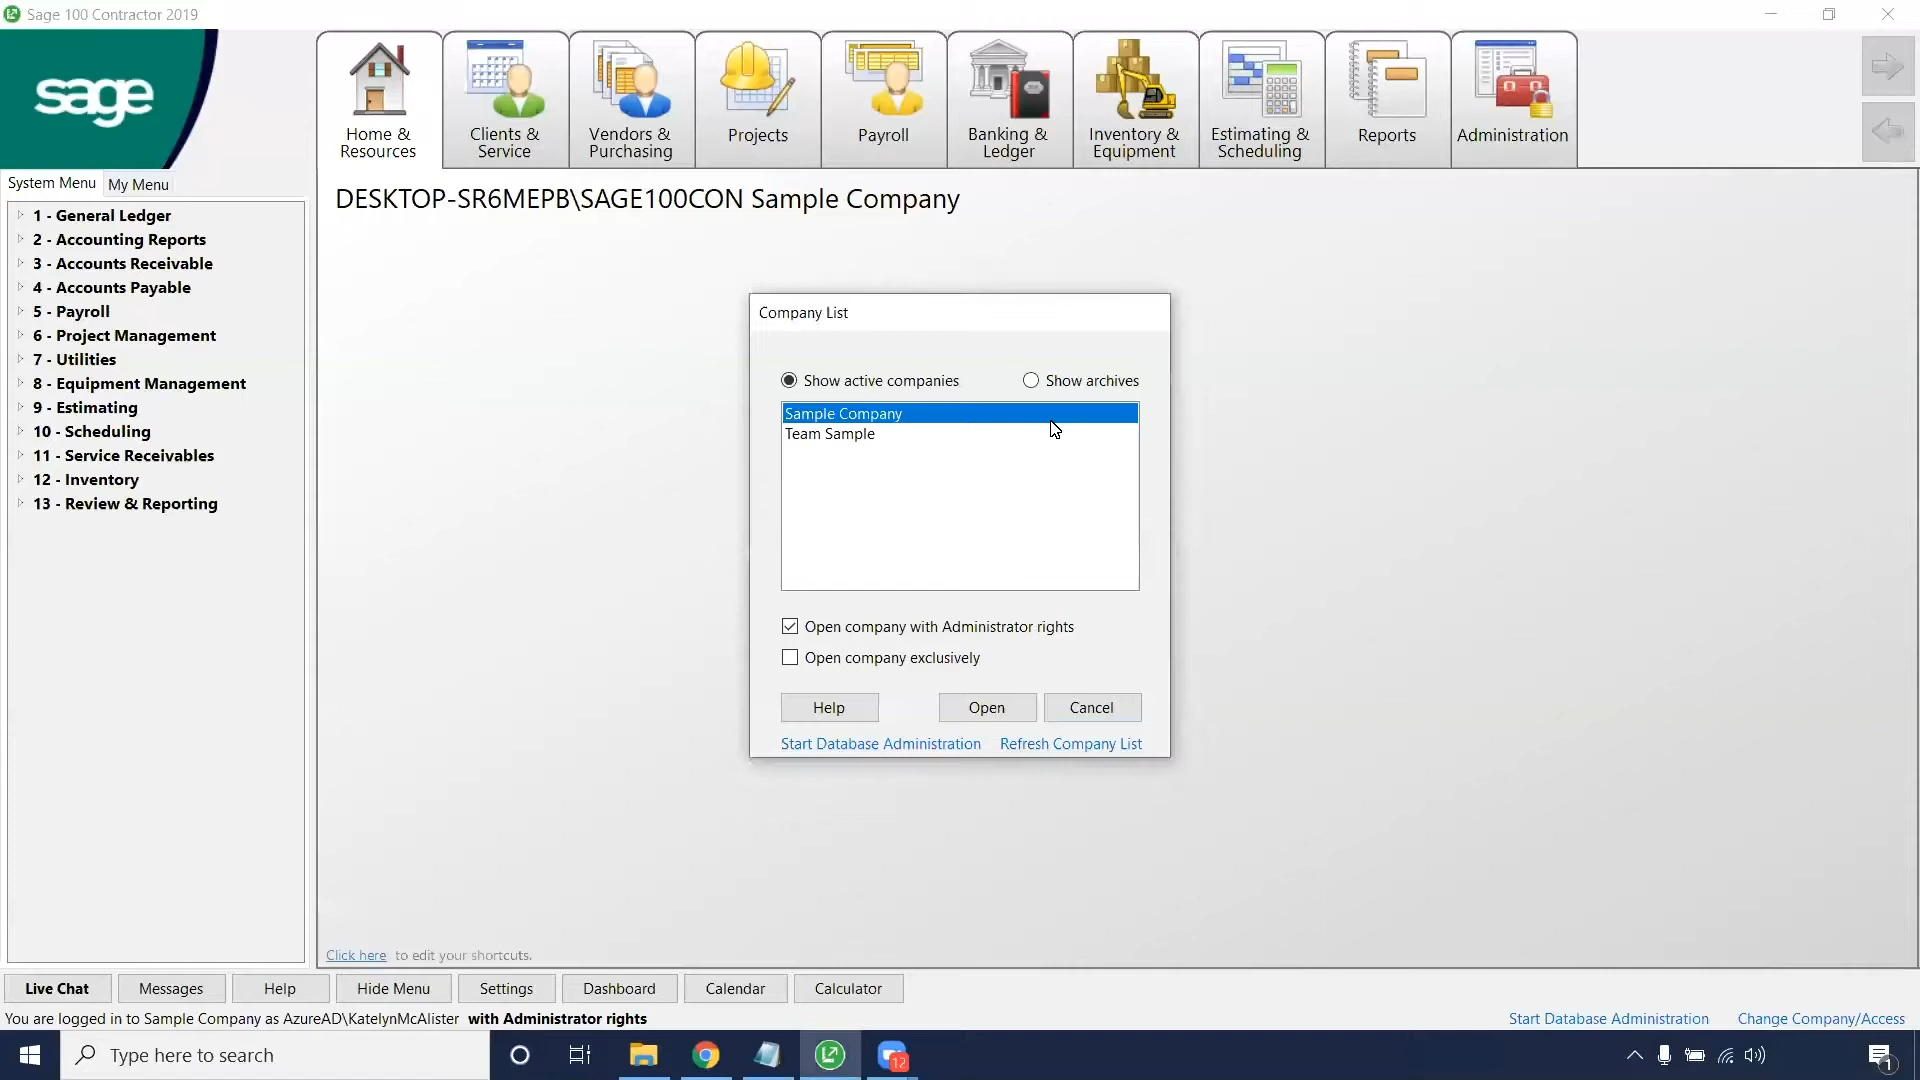 Sage 100 Contractor 2019
sage
Home &
Resources
Clients &
Service
Vendors &
Purchasing
Projects
Payroll
Banking &
Ledger
Inventory &
Equipment
Estimating &
Scheduling
Reports
Administration
System Menu
My Menu
1 - General Ledger
2 - Accounting Reports
3 - Accounts Receivable
4 - Accounts Payable
5 - Payroll
6 - Project Management
7 - Utilities
8 - Equipment Management
9 - Estimating
10 - Scheduling
11 - Service Receivables
12 - Inventory
13 - Review & Reporting
DESKTOP-SR6MEPB\SAGE100CON Sample Company
Company List
Show active companies
Show archives
Sample Company
Team Sample
Open company with Administrator rights
Open company exclusively
Help
Open
Cancel
Start Database Administration
Refresh Company List
Click here to edit your shortcuts.
Live Chat
Messages
Help
Hide Menu
Settings
Dashboard
Calendar
Calculator
You are logged in to Sample Company as AzureAD\KatelynMcAlister with Administrator rights
Start Database Administration
Change Company/Access
Type here to search
12
1